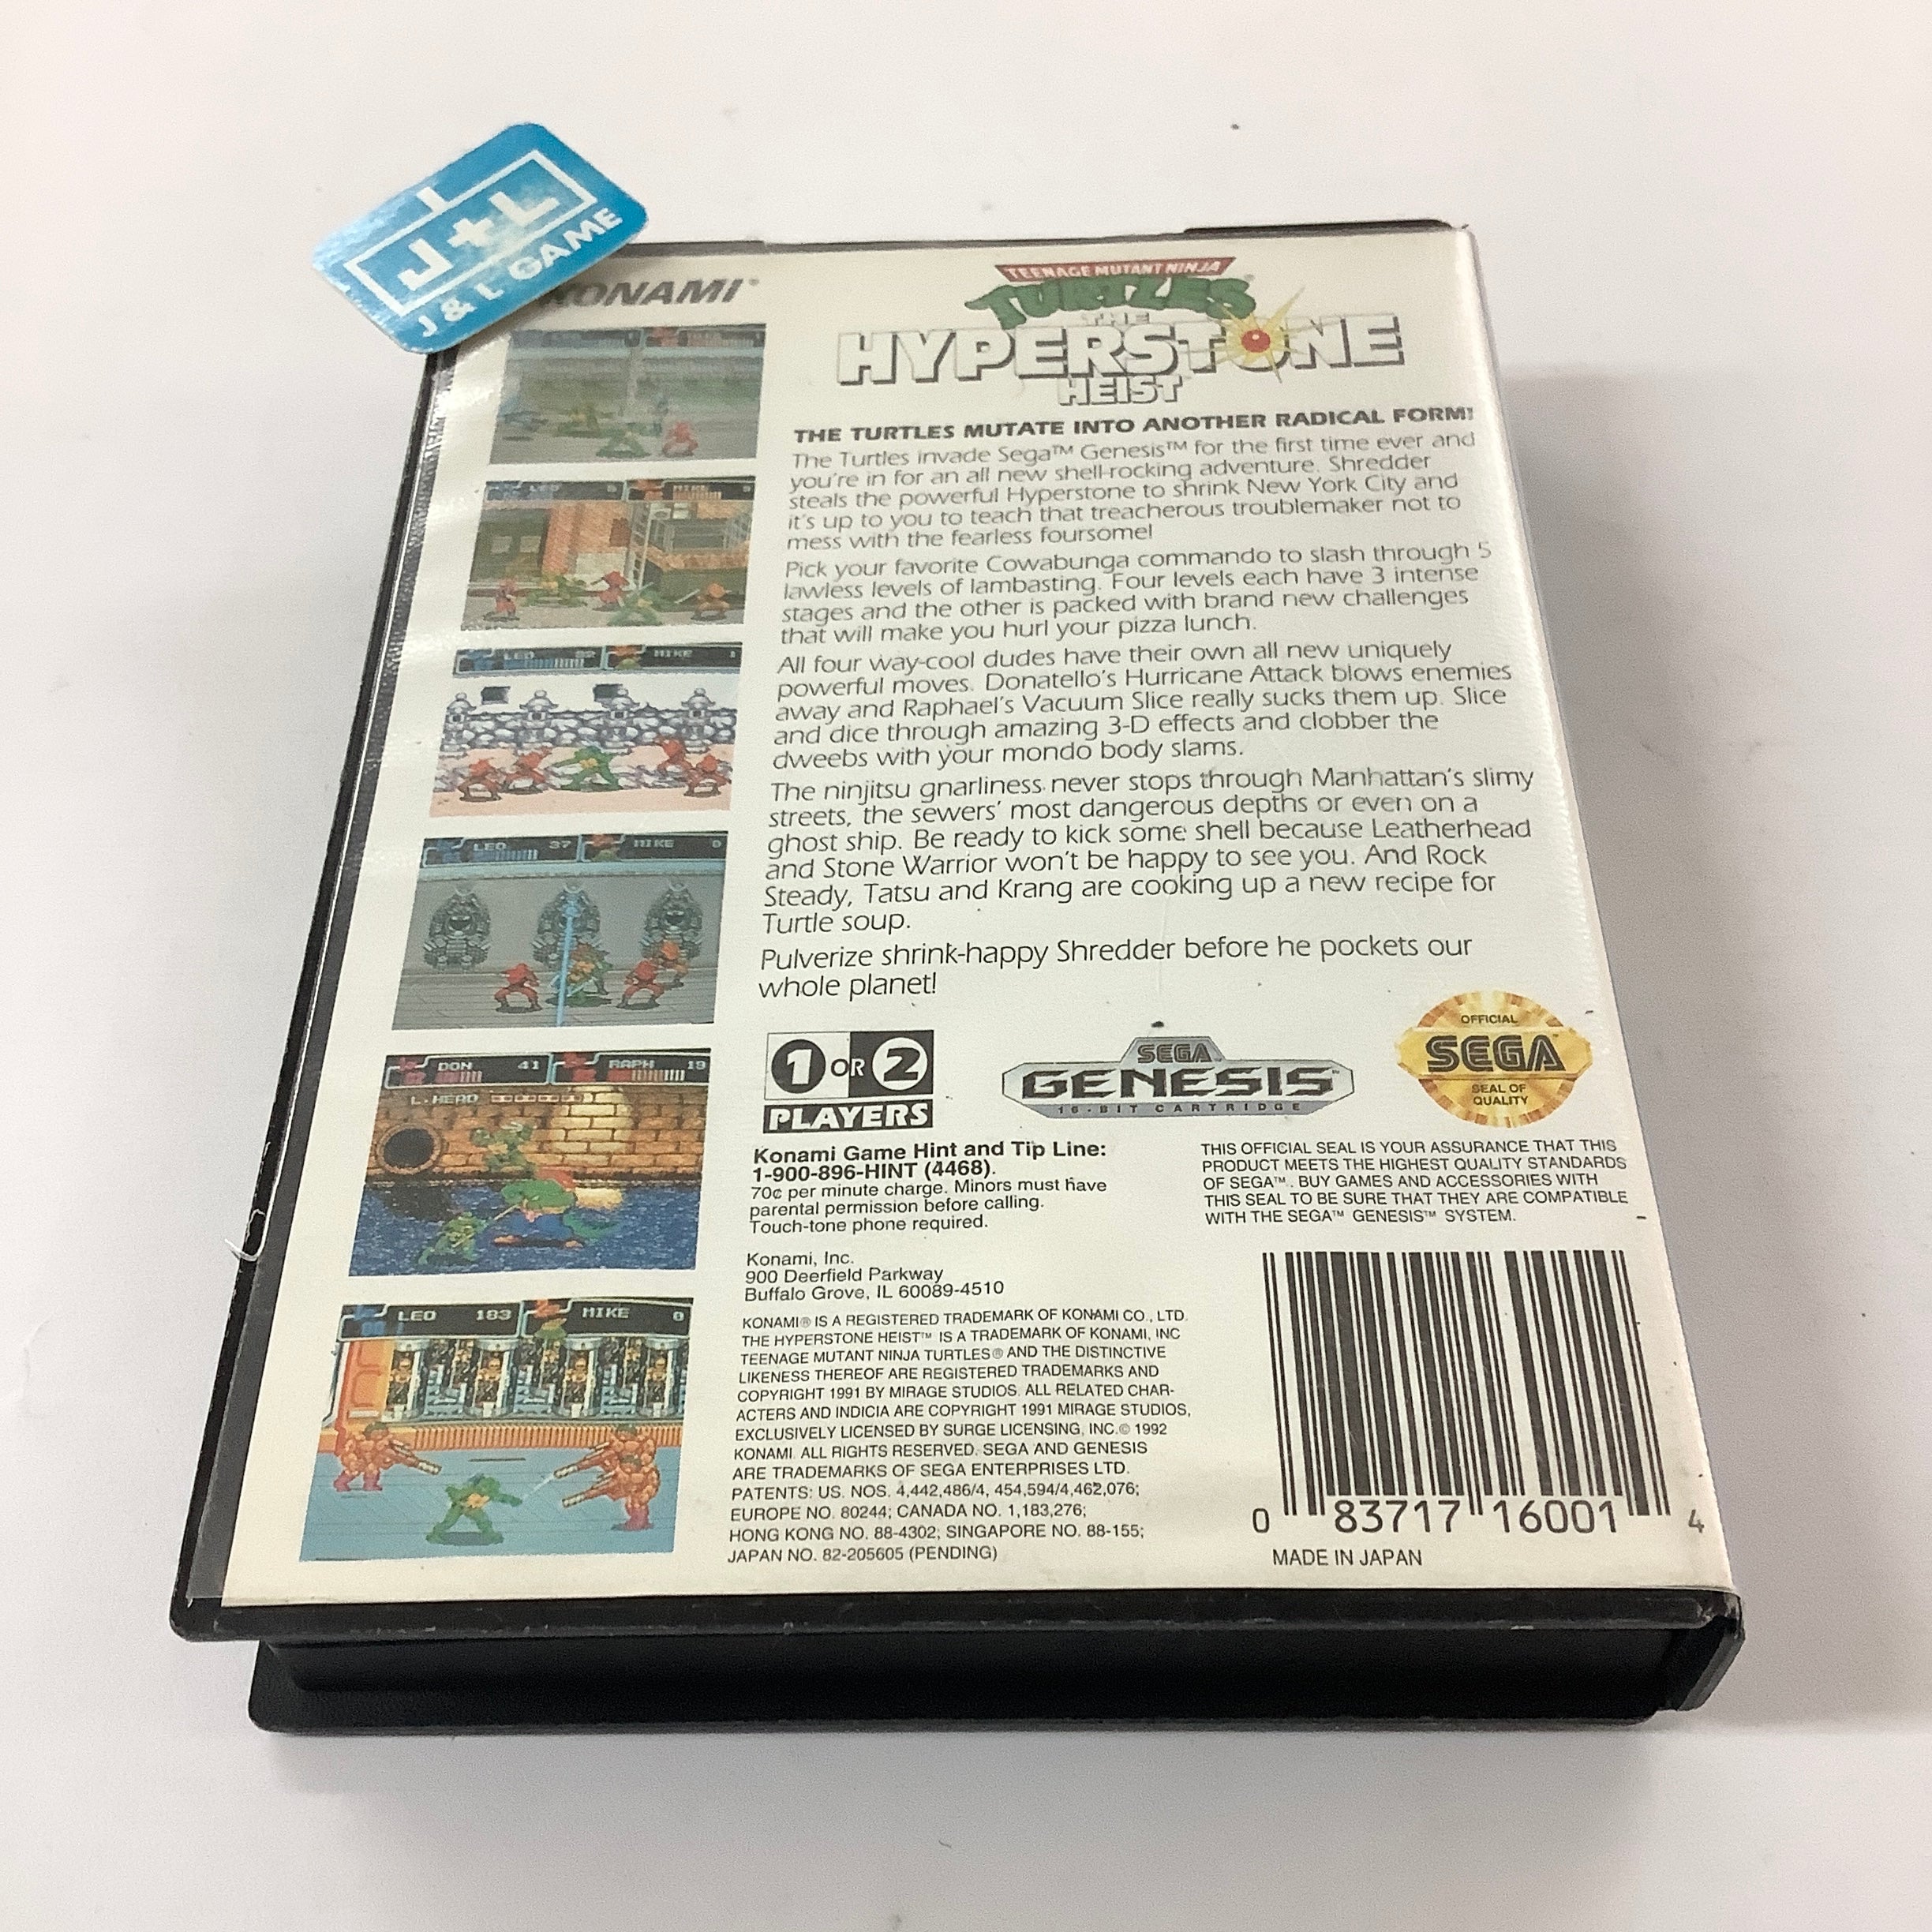 J+L
J & L GAME
KONAMI
TEENAGE MUTANT NINJA
TURTLES
THE
HYPERSTONE
HEIST
THE TURTLES MUTATE INTO ANOTHER RADICAL FORM!
The Turtles invade Sega™ Genesis™ for the first time ever and
you're in for an all new shell-rocking adventure. Shredder
steals the powerful Hyperstone to shrink New York City and
it's up to you to teach that treacherous troublemaker not to
mess with the fearless foursome!
Pick your favorite Cowabunga commando to slash through 5
lawless levels of lambasting. Four levels each have 3 intense
stages and the other is packed with brand new challenges
that will make you hurl your pizza lunch.
All four way-cool dudes have their own all new uniquely
powerful moves. Donatello's Hurricane Attack blows enemies
away and Raphael's Vacuum Slice really sucks them up. Slice
and dice through amazing 3-D effects and clobber the
dweebs with your mondo body slams.
The ninjitsu gnarliness never stops through Manhattan's slimy
streets, the sewers' most dangerous depths or even on a
ghost ship. Be ready to kick some shell because Leatherhead
and Stone Warrior won't be happy to see you. And Rock
Steady, Tatsu and Krang are cooking up a new recipe for
Turtle soup.
Pulverize shrink-happy Shredder before he pockets our
whole planet!
LEO MIKE
LEO 92 MIKE 1
LEO 37 MIKE 0
DON 41 RAPH 19
L.HEAD
LEO 183 MIKE 0
1 OR 2
PLAYERS
SEGA
GENESIS
16-BIT CARTRIDGE
OFFICIAL
SEGA
SEAL OF
QUALITY
Konami Game Hint and Tip Line:
1-900-896-HINT (4468).
70¢ per minute charge. Minors must have
parental permission before calling.
Touch-tone phone required.
THIS OFFICIAL SEAL IS YOUR ASSURANCE THAT THIS
PRODUCT MEETS THE HIGHEST QUALITY STANDARDS
OF SEGA™. BUY GAMES AND ACCESSORIES WITH
THIS SEAL TO BE SURE THAT THEY ARE COMPATIBLE
WITH THE SEGA™ GENESIS™ SYSTEM.
Konami, Inc.
900 Deerfield Parkway
Buffalo Grove, IL 60089-4510
KONAMI® IS A REGISTERED TRADEMARK OF KONAMI CO., LTD.
THE HYPERSTONE HEIST™ IS A TRADEMARK OF KONAMI, INC
TEENAGE MUTANT NINJA TURTLES® AND THE DISTINCTIVE
LIKENESS THEREOF ARE REGISTERED TRADEMARKS AND
COPYRIGHT 1991 BY MIRAGE STUDIOS. ALL RELATED CHAR-
ACTERS AND INDICIA ARE COPYRIGHT 1991 MIRAGE STUDIOS,
EXCLUSIVELY LICENSED BY SURGE LICENSING, INC.© 1992
KONAMI. ALL RIGHTS RESERVED. SEGA AND GENESIS
ARE TRADEMARKS OF SEGA ENTERPRISES LTD.
PATENTS: US. NOS. 4,442,486/4, 454,594/4,462,076;
EUROPE NO. 80244; CANADA NO. 1,183,276;
HONG KONG NO. 88-4302; SINGAPORE NO. 88-155;
JAPAN NO. 82-205605 (PENDING)
0 83717 16001 4
MADE IN JAPAN